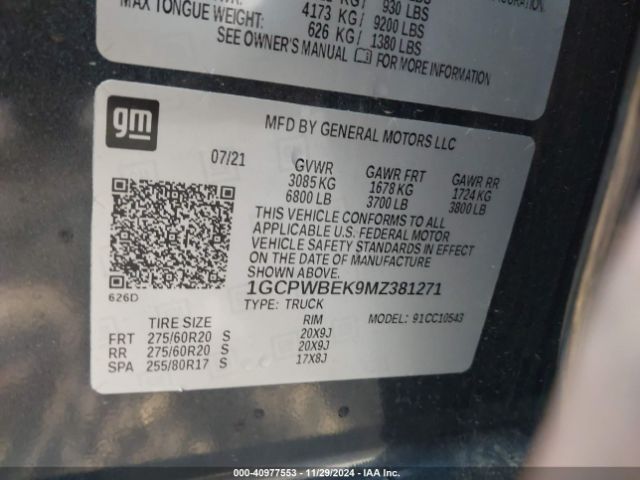 930 LBS
MAX TONGUE WEIGHT: 4173 KG/ 9200 LBS
626 KG/ 1380 LBS
SEE OWNER'S MANUAL FOR MORE INFORMATION
gm
MFD BY GENERAL MOTORS LLC
07/21 GVWR GAWR FRT GAWR RR
3085 KG 1678 KG 1724 KG
6800 LB 3700 LB 3800 LB
THIS VEHICLE CONFORMS TO ALL
APPLICABLE U.S. FEDERAL MOTOR
VEHICLE SAFETY STANDARDS IN EFFECT
ON THE DATE OF MANUFACTURE
SHOWN ABOVE.
626D
1GCPWBEK9MZ381271
TYPE: TRUCK MODEL: 91CC10543
TIRE SIZE RIM
FRT 275/60R20 S 20X9J
RR 275/60R20 S 20X9J
SPA 255/80R17 S 17X8J
000-40977553 - 11/29/2024 - IAA Inc.